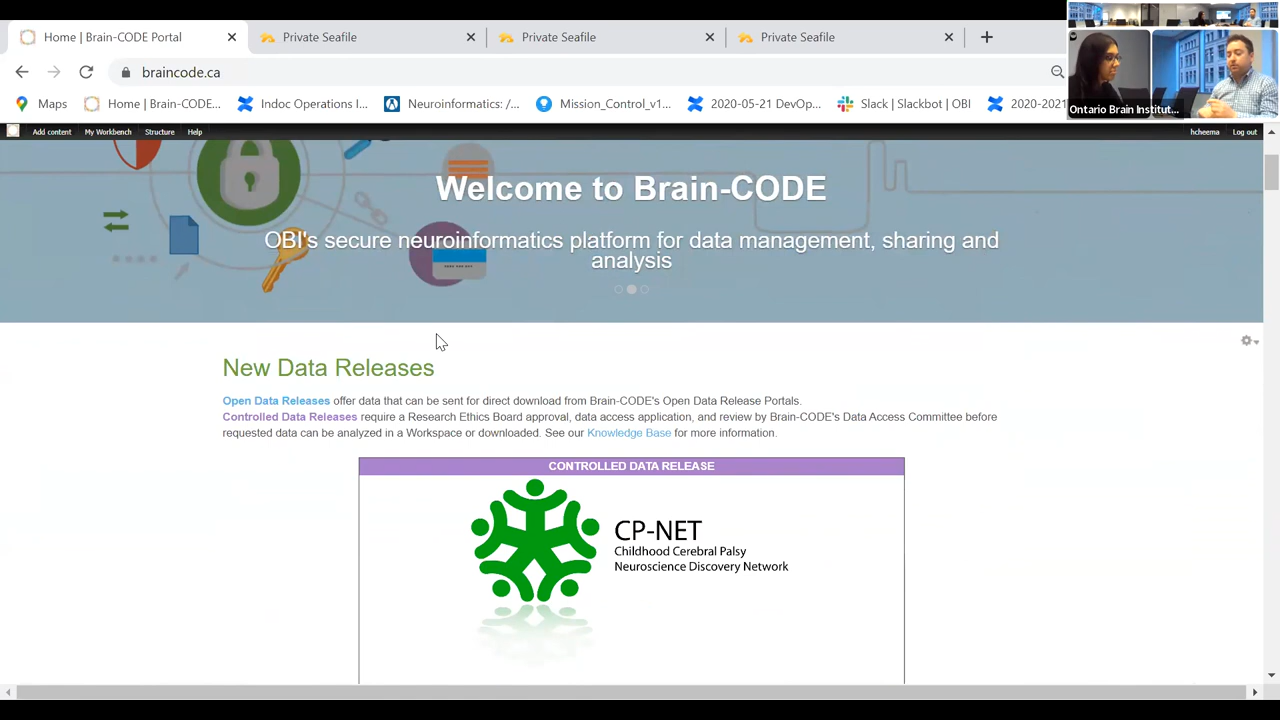 Home | Brain-CODE Portal
Private Seafile
Private Seafile
Private Seafile
braincode.ca
Maps
Home | Brain-CODE...
Indoc Operations I...
Neuroinformatics: /...
Mission_Control_v1...
2020-05-21 DevOp...
Slack | Slackbot | OBI
2020-2021
Ontario Brain Institut...
Add content
My Workbench
Structure
Help
hcheema
Log out
Welcome to Brain-CODE
OBI's secure neuroinformatics platform for data management, sharing and
analysis
New Data Releases
Open Data Releases offer data that can be sent for direct download from Brain-CODE's Open Data Release Portals.
Controlled Data Releases require a Research Ethics Board approval, data access application, and review by Brain-CODE's Data Access Committee before
requested data can be analyzed in a Workspace or downloaded. See our Knowledge Base for more information.
CONTROLLED DATA RELEASE
CP-NET
Childhood Cerebral Palsy
Neuroscience Discovery Network